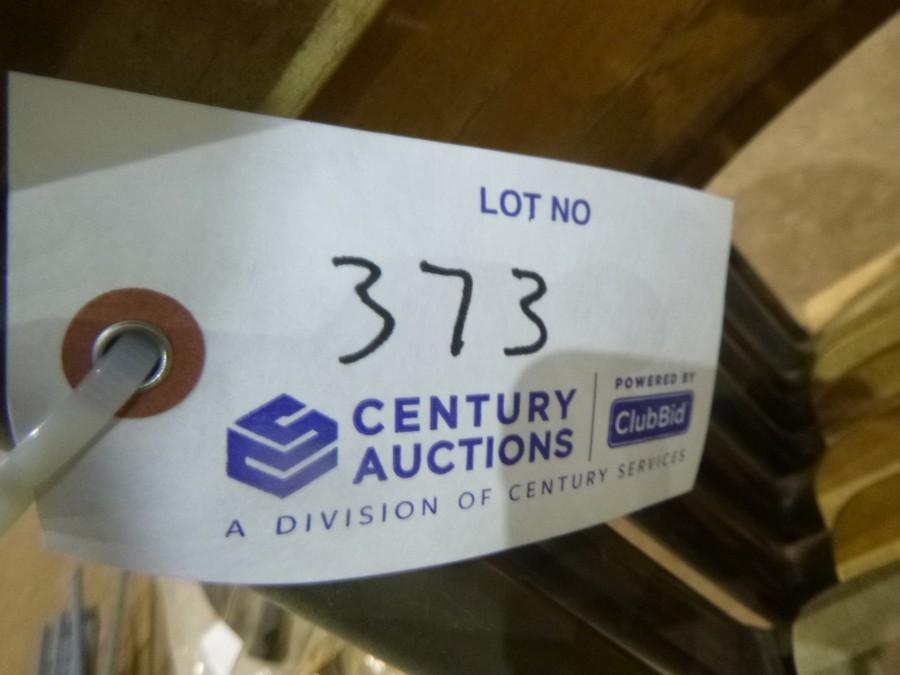 LOT NO
373
CENTURY
AUCTIONS
POWERED BY
ClubBid
A DIVISION OF CENTURY SERVICES